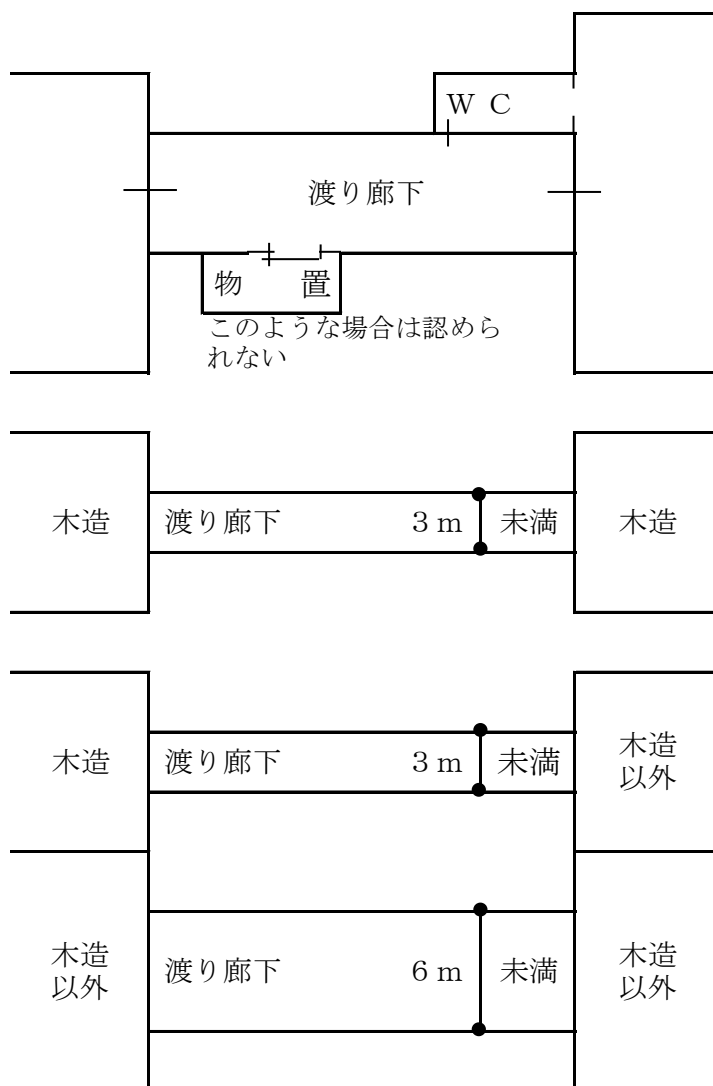 ＷＣ
渡り廊下
物　置
このような場合は認めら
れない
木造　渡り廊下　３ｍ　未満　木造
木造　渡り廊下　３ｍ　未満　木造
以外
木造
以外　渡り廊下　６ｍ　未満　木造
以外